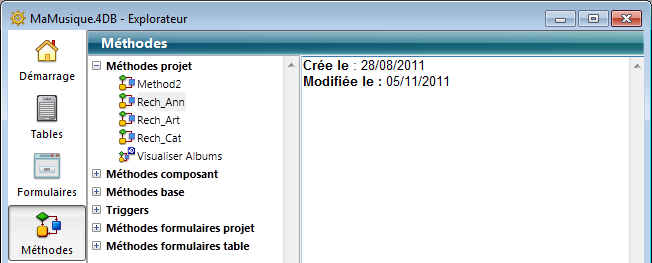 MaMusique.4DB - Explorateur
Démarrage
Tables
Formulaires
Méthodes
Méthodes
Méthodes projet
Method2
Rech_Ann
Rech_Art
Rech_Cat
Visualiser Albums
Méthodes composant
Méthodes base
Triggers
Méthodes formulaires projet
Méthodes formulaires table
Crée le : 28/08/2011
Modifiée le : 05/11/2011